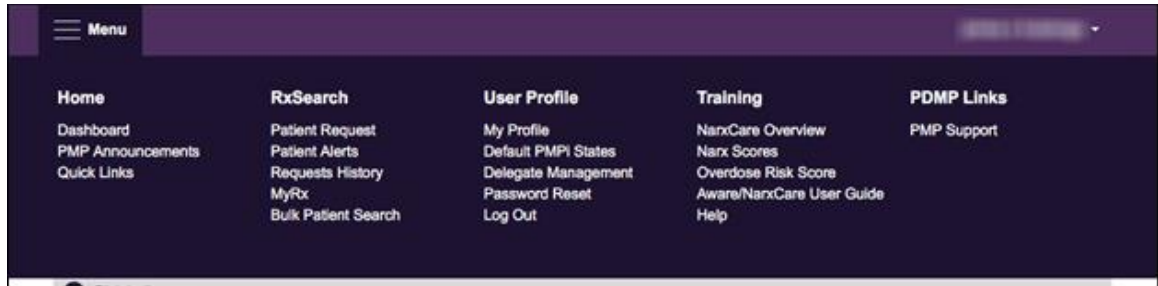 Menu
Home
Dashboard
PMP Announcements
Quick Links
RxSearch
Patient Request
Patient Alerts
Requests History
MyRx
Bulk Patient Search
User Profile
My Profile
Default PMPi States
Delegate Management
Password Reset
Log Out
Training
NarxCare Overview
Narx Scores
Overdose Risk Score
Aware/NarxCare User Guide
Help
PDMP Links
PMP Support